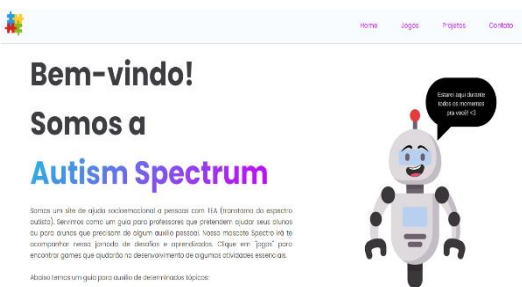 Home Jogos Projetos Contato
Bem-vindo!
Somos a
Autism Spectrum
Estarei aqui durante
todos os momentos
pra você! <3
Somos um site de ajuda socioemocional a pessoas com TEA (transtorno do espectro
autista). Servimos como um guia para professores que pretendem ajudar seus alunos
ou para alunos que precisam de algum auxílio pessoal. Nosso mascote Spectro irá te
acompanhar nessa jornada de desafios e aprendizados. Clique em "jogos" para
encontrar games que ajudarão no desenvolvimento de algumas atividades essenciais.
Abaixo temos um guia para auxílio de determinados tópicos: